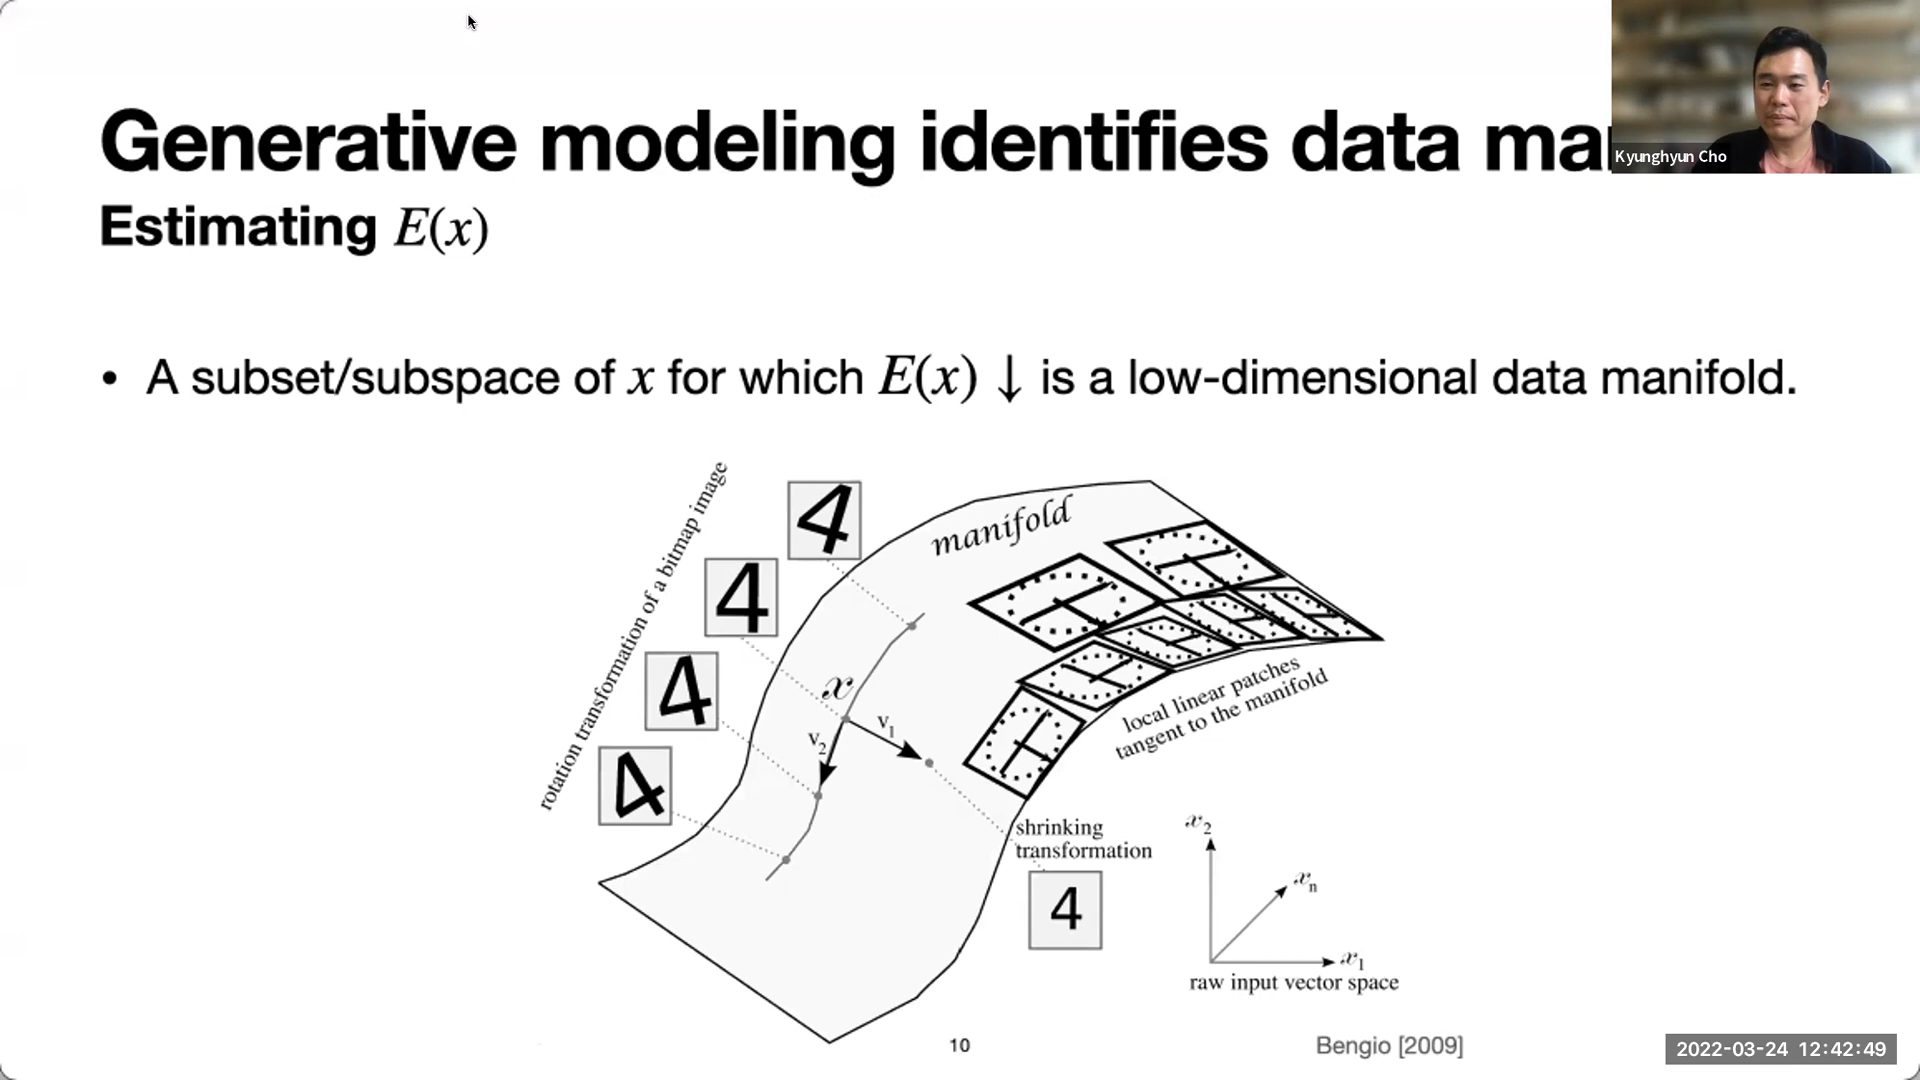 Generative modeling identifies data ma
Kyunghyun Cho
Estimating E(x)
• A subset/subspace of x for which E(x) ↓ is a low-dimensional data manifold.
rotation transformation of a bitmap image
4
4
4
4
manifold
x
v1
v2
local linear patches
tangent to the manifold
shrinking
transformation
4
x2
xn
x1
raw input vector space
10
Bengio [2009]
2022-03-24 12:42:49